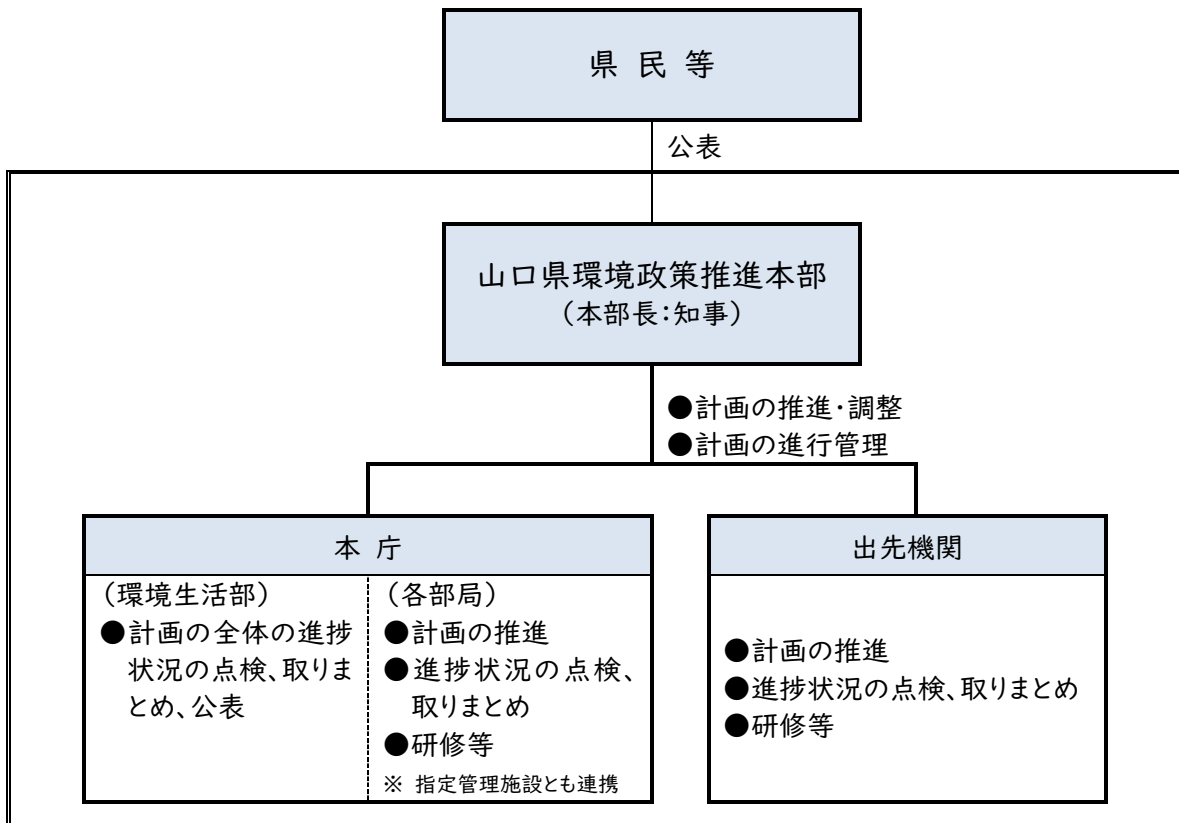 県 民 等
公表
山口県環境政策推進本部
（本部長：知事）
●計画の推進・調整
●計画の進行管理
本 庁
（環境生活部）
●計画の全体の進捗
状況の点検、取りま
とめ、公表
（各部局）
●計画の推進
●進捗状況の点検、
取りまとめ
●研修等
※ 指定管理施設とも連携
出先機関
●計画の推進
●進捗状況の点検、取りまとめ
●研修等